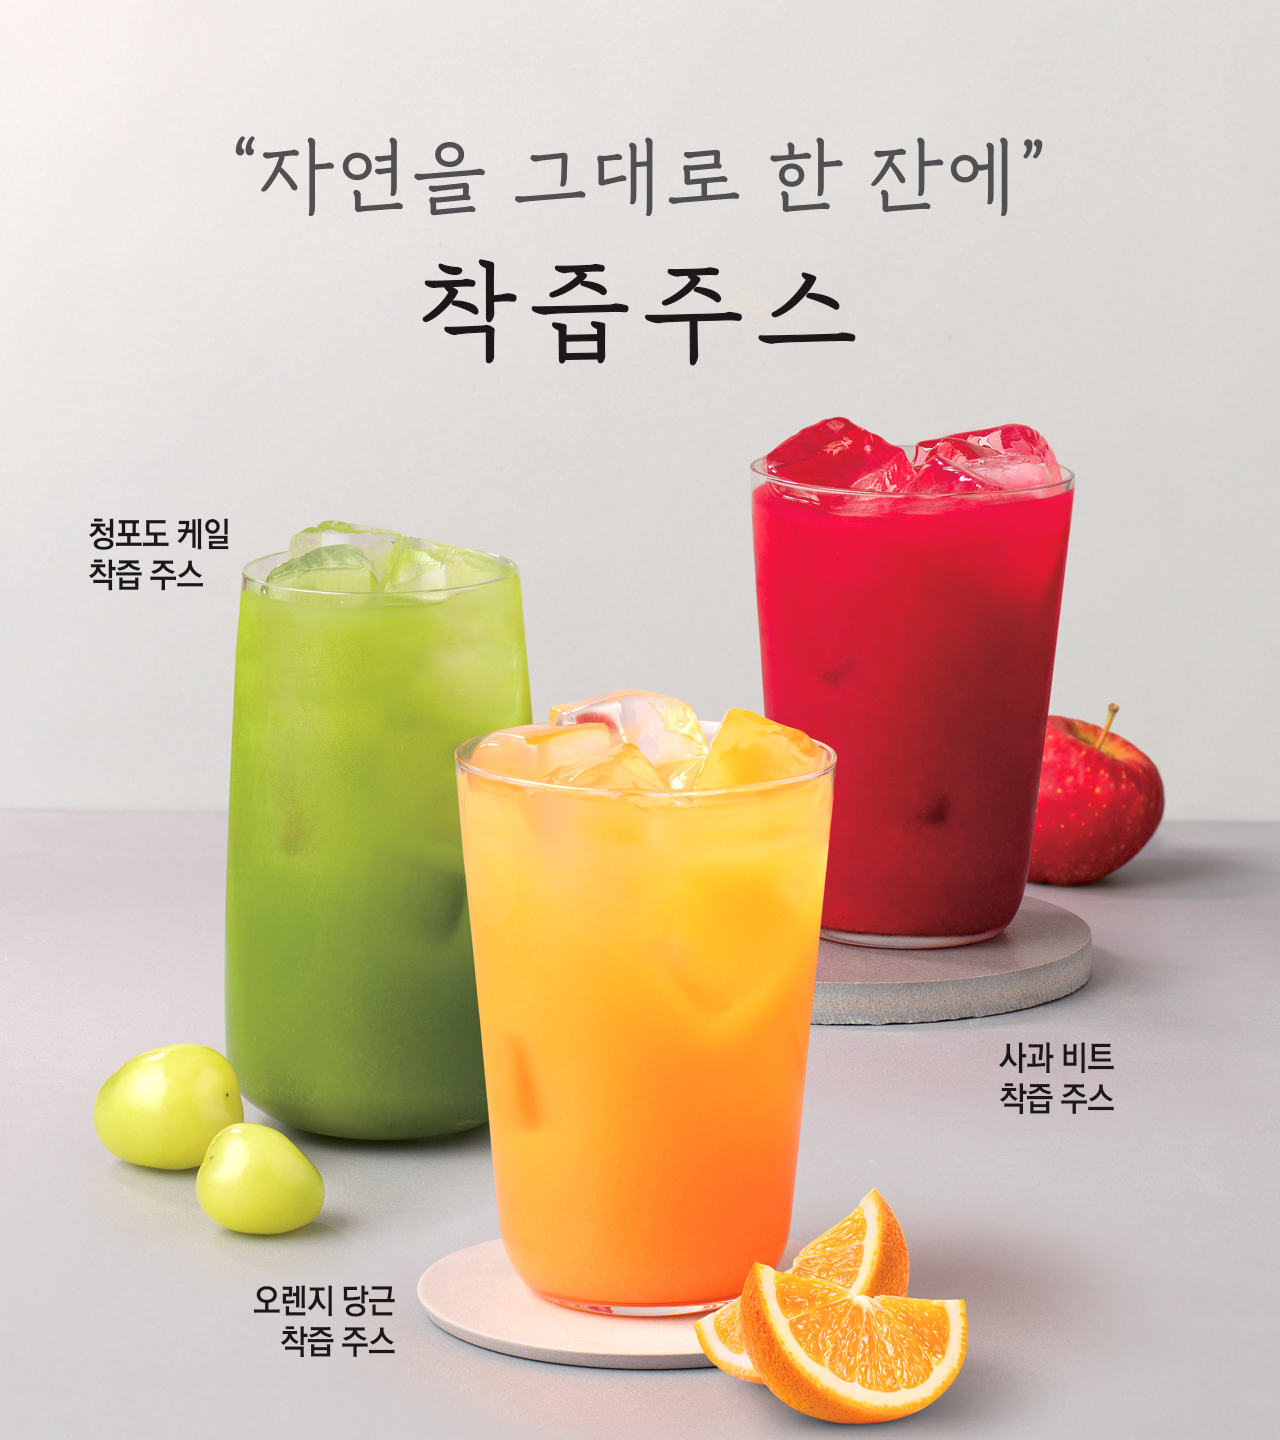 “자연을 그대로 한 잔에”
착즙주스
청포도 케일
착즙 주스
사과 비트
착즙 주스
오렌지 당근
착즙 주스